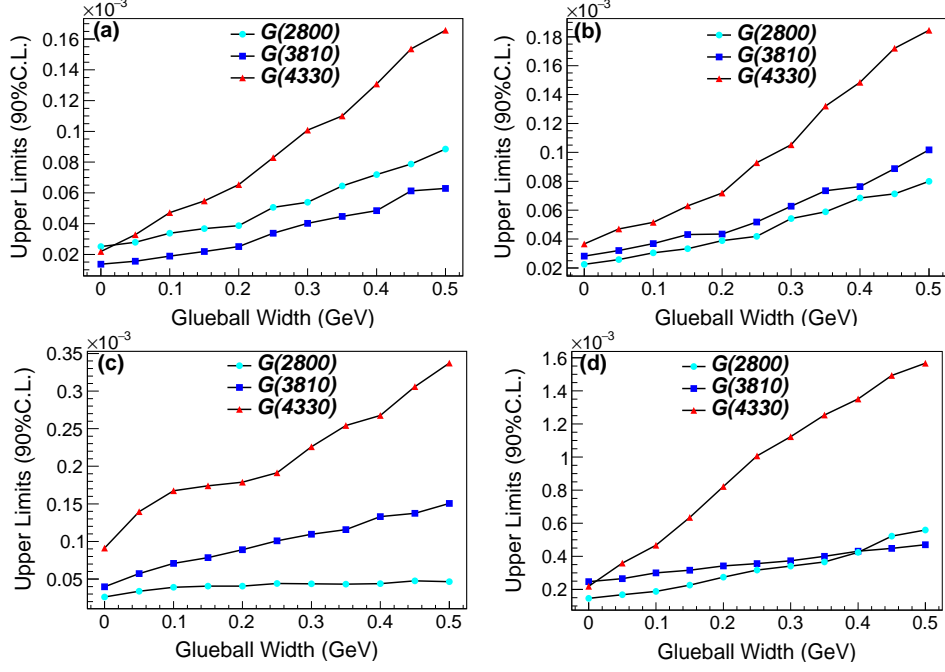 ×10⁻³
(a)
G(2800)
G(3810)
G(4330)
0.16
0.14
0.12
0.1
0.08
0.06
0.04
0.02
Upper Limits (90%C.L.)
0 0.1 0.2 0.3 0.4 0.5
Glueball Width (GeV)
×10⁻³
(b)
G(2800)
G(3810)
G(4330)
0.18
0.16
0.14
0.12
0.1
0.08
0.06
0.04
0.02
Upper Limits (90%C.L.)
0 0.1 0.2 0.3 0.4 0.5
Glueball Width (GeV)
×10⁻³
(c)
G(2800)
G(3810)
G(4330)
0.35
0.3
0.25
0.2
0.15
0.1
0.05
Upper Limits (90%C.L.)
0 0.1 0.2 0.3 0.4 0.5
Glueball Width (GeV)
×10⁻³
(d)
G(2800)
G(3810)
G(4330)
1.6
1.4
1.2
1
0.8
0.6
0.4
0.2
Upper Limits (90%C.L.)
0 0.1 0.2 0.3 0.4 0.5
Glueball Width (GeV)